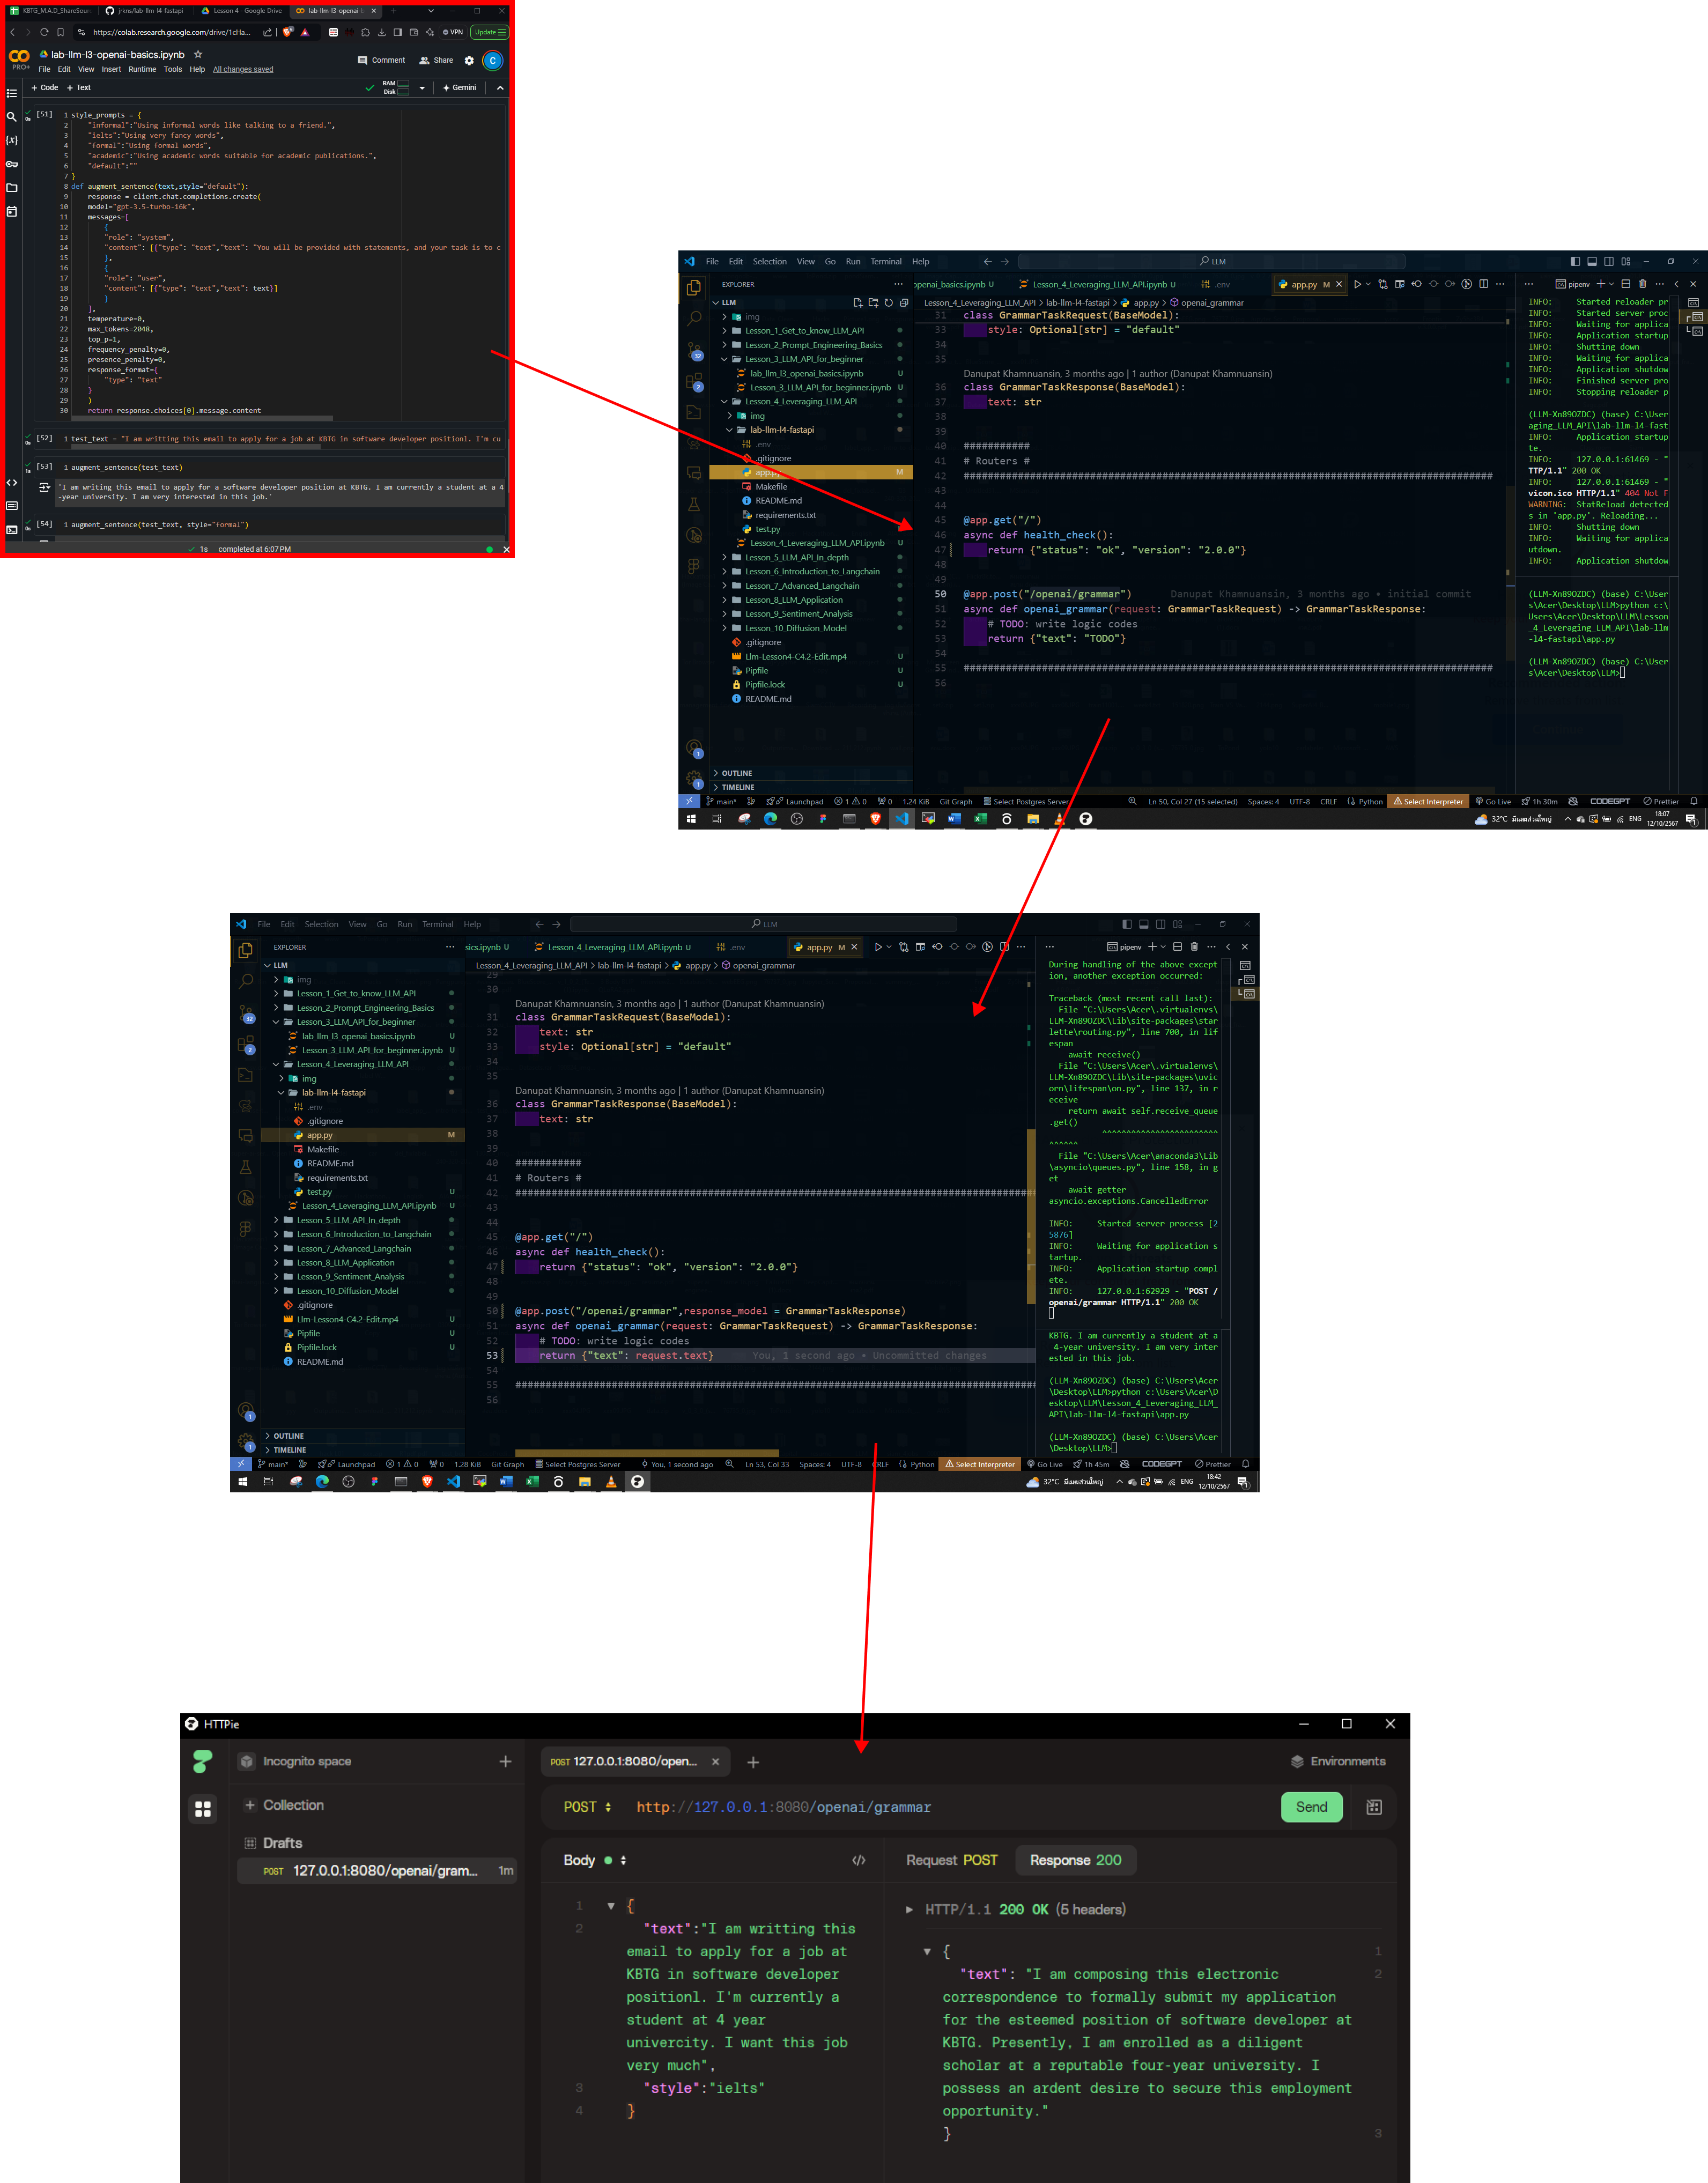 KBTG_M.A.D_ShareSour
jrkns/lab-llm-l4-fastapi
Lesson 4 - Google Drive
lab-llm-l3-openai-b
https://colab.research.google.com/drive/1cHa...
VPN
Update
lab-llm-l3-openai-basics.ipynb
PRO+
File Edit View Insert Runtime Tools Help All changes saved
Comment
Share
C
+ Code + Text
RAM
Disk
Gemini
[51]
1 style_prompts = {
2 "informal":"Using informal words like talking to a friend.",
3 "ielts":"Using very fancy words",
4 "formal":"Using formal words",
5 "academic":"Using academic words suitable for academic publications.",
6 "default":""
7 }
8 def augment_sentence(text,style="default"):
9 response = client.chat.completions.create(
10 model="gpt-3.5-turbo-16k",
11 messages=[
12 {
13 "role": "system",
14 "content": [{"type": "text","text": "You will be provided with statements, and your task is to c
15 },
16 {
17 "role": "user",
18 "content": [{"type": "text","text": text}]
19 }
20 ],
21 temperature=0,
22 max_tokens=2048,
23 top_p=1,
24 frequency_penalty=0,
25 presence_penalty=0,
26 response_format={
27 "type": "text"
28 }
29 )
30 return response.choices[0].message.content
[52] 1 test_text = "I am writting this email to apply for a job at KBTG in software developer positionl. I'm cu
[53] 1 augment_sentence(test_text)
'I am writing this email to apply for a software developer position at KBTG. I am currently a student at a 4
-year university. I am very interested in this job.'
[54] 1 augment_sentence(test_text, style="formal")
1s completed at 6:07 PM
File Edit Selection View Go Run Terminal Help
LLM
EXPLORER
openai_basics.ipynb U
Lesson_4_Leveraging_LLM_API.ipynb U
.env
app.py M
pipenv
LLM
img
Lesson_1_Get_to_know_LLM_API
Lesson_2_Prompt_Engineering_Basics
Lesson_3_LLM_API_for_beginner
lab_llm_l3_openai_basics.ipynb U
Lesson_3_LLM_API_for_beginner.ipynb U
Lesson_4_Leveraging_LLM_API
img
lab-llm-l4-fastapi
.env
.gitignore
app.py M
Makefile
README.md
requirements.txt
test.py U
Lesson_4_Leveraging_LLM_API.ipynb U
Lesson_5_LLM_API_In_depth
Lesson_6_Introduction_to_Langchain
Lesson_7_Advanced_Langchain
Lesson_8_LLM_Application
Lesson_9_Sentiment_Analysis
Lesson_10_Diffusion_Model
.gitignore
Llm-Lesson4-C4.2-Edit.mp4 U
Pipfile U
Pipfile.lock U
README.md
OUTLINE
TIMELINE
Lesson_4_Leveraging_LLM_API > lab-llm-l4-fastapi > app.py > openai_grammar
31 class GrammarTaskRequest(BaseModel):
33 style: Optional[str] = "default"
34
35
Danupat Khamnuansin, 3 months ago | 1 author (Danupat Khamnuansin)
36 class GrammarTaskResponse(BaseModel):
37 text: str
38
39
40 ###########
41 # Routers #
42 ########################################################################################
43
44
45 @app.get("/")
46 async def health_check():
47 return {"status": "ok", "version": "2.0.0"}
48
49
50 @app.post("/openai/grammar") Danupat Khamnuansin, 3 months ago • initial commit
51 async def openai_grammar(request: GrammarTaskRequest) -> GrammarTaskResponse:
52 # TODO: write logic codes
53 return {"text": "TODO"}
54
55 ########################################################################################
56
INFO: Started reloader pr
INFO: Started server proc
INFO: Waiting for applica
INFO: Application startup
INFO: Shutting down
INFO: Waiting for applica
INFO: Application shutdow
INFO: Finished server pro
INFO: Stopping reloader p
(LLM-Xn89OZDC) (base) C:\User
aging_LLM_API\lab-llm-l4-fast
INFO: Application startup
te.
INFO: 127.0.0.1:61469 - "
TTP/1.1" 200 OK
INFO: 127.0.0.1:61469 - "
vicon.ico HTTP/1.1" 404 Not F
WARNING: StatReload detected
s in 'app.py'. Reloading...
INFO: Shutting down
INFO: Waiting for applica
utdown.
INFO: Application shutdow
(LLM-Xn89OZDC) (base) C:\User
s\Acer\Desktop\LLM>python c:\
Users\Acer\Desktop\LLM\Lesson
_4_Leveraging_LLM_API\lab-llm
-l4-fastapi\app.py
(LLM-Xn89OZDC) (base) C:\User
s\Acer\Desktop\LLM>
main* Launchpad 1 0 0 1.24 KiB Git Graph Select Postgres Server Ln 50, Col 27 (15 selected) Spaces: 4 UTF-8 CRLF Python Select Interpreter Go Live 1h 30m CODEGPT Prettier
32°C มีเมฆส่วนใหญ่ ENG 18:07
12/10/2567
File Edit Selection View Go Run Terminal Help
LLM
EXPLORER
sics.ipynb U
Lesson_4_Leveraging_LLM_API.ipynb U
.env
app.py M
pipenv
LLM
img
Lesson_1_Get_to_know_LLM_API
Lesson_2_Prompt_Engineering_Basics
Lesson_3_LLM_API_for_beginner
lab_llm_l3_openai_basics.ipynb U
Lesson_3_LLM_API_for_beginner.ipynb U
Lesson_4_Leveraging_LLM_API
img
lab-llm-l4-fastapi
.env
.gitignore
app.py M
Makefile
README.md
requirements.txt
test.py U
Lesson_4_Leveraging_LLM_API.ipynb U
Lesson_5_LLM_API_In_depth
Lesson_6_Introduction_to_Langchain
Lesson_7_Advanced_Langchain
Lesson_8_LLM_Application
Lesson_9_Sentiment_Analysis
Lesson_10_Diffusion_Model
.gitignore
Llm-Lesson4-C4.2-Edit.mp4 U
Pipfile U
Pipfile.lock U
README.md
OUTLINE
TIMELINE
Lesson_4_Leveraging_LLM_API > lab-llm-l4-fastapi > app.py > openai_grammar
29
30
Danupat Khamnuansin, 3 months ago | 1 author (Danupat Khamnuansin)
31 class GrammarTaskRequest(BaseModel):
32 text: str
33 style: Optional[str] = "default"
34
35
Danupat Khamnuansin, 3 months ago | 1 author (Danupat Khamnuansin)
36 class GrammarTaskResponse(BaseModel):
37 text: str
38
39
40 ###########
41 # Routers #
42 ########################################################################################
43
44
45 @app.get("/")
46 async def health_check():
47 return {"status": "ok", "version": "2.0.0"}
48
49
50 @app.post("/openai/grammar",response_model = GrammarTaskResponse)
51 async def openai_grammar(request: GrammarTaskRequest) -> GrammarTaskResponse:
52 # TODO: write logic codes
53 return {"text": request.text} You, 1 second ago • Uncommitted changes
54
55 ########################################################################################
56
During handling of the above except
ion, another exception occurred:
Traceback (most recent call last):
File "C:\Users\Acer\.virtualenvs\
LLM-Xn89OZDC\Lib\site-packages\star
lette\routing.py", line 700, in lif
espan
await receive()
File "C:\Users\Acer\.virtualenvs\
LLM-Xn89OZDC\Lib\site-packages\uvic
orn\lifespan\on.py", line 137, in r
eceive
return await self.receive_queue
.get()
^^^^^^^^^^^^^^^^^^^^^^^^
^^^^^^
File "C:\Users\Acer\anaconda3\Lib
\asyncio\queues.py", line 158, in g
et
await getter
asyncio.exceptions.CancelledError
INFO: Started server process [2
5876]
INFO: Waiting for application s
tartup.
INFO: Application startup compl
ete.
INFO: 127.0.0.1:62929 - "POST /
openai/grammar HTTP/1.1" 200 OK
KBTG. I am currently a student at a
4-year university. I am very inter
ested in this job.
(LLM-Xn89OZDC) (base) C:\Users\Acer
\Desktop\LLM>python c:\Users\Acer\D
esktop\LLM\Lesson_4_Leveraging_LLM_
API\lab-llm-l4-fastapi\app.py
(LLM-Xn89OZDC) (base) C:\Users\Acer
\Desktop\LLM>
main* Launchpad 1 0 0 1.28 KiB Git Graph Select Postgres Server You, 1 second ago Ln 53, Col 33 Spaces: 4 UTF-8 CRLF Python Select Interpreter Go Live 1h 45m CODEGPT Prettier
32°C มีเมฆส่วนใหญ่ ENG 18:42
12/10/2567
HTTPie
Incognito space
POST 127.0.0.1:8080/open...
Environments
Collection
POST http://127.0.0.1:8080/openai/grammar
Send
Drafts
POST 127.0.0.1:8080/openai/gram... 1m
Body
Request POST
Response 200
1 {
2 "text":"I am writting this
email to apply for a job at
KBTG in software developer
positionl. I'm currently a
student at 4 year
univercity. I want this job
very much",
3 "style":"ielts"
4 }
HTTP/1.1 200 OK (5 headers)
{ 1
"text": "I am composing this electronic 2
correspondence to formally submit my application
for the esteemed position of software developer at
KBTG. Presently, I am enrolled as a diligent
scholar at a reputable four-year university. I
possess an ardent desire to secure this employment
opportunity."
} 3